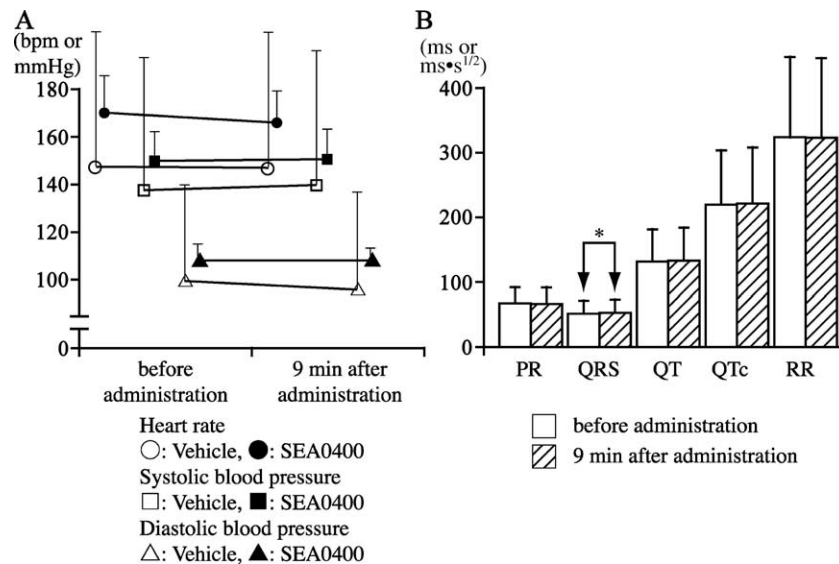 A
(bpm or
mmHg)
180
160
140
110
100
0
before
administration
9 min after
administration
Heart rate
○: Vehicle, ●: SEA0400
Systolic blood pressure
□: Vehicle, ■: SEA0400
Diastolic blood pressure
△: Vehicle, ▲: SEA0400
B
(ms or
ms•s1/2)
400
300
200
100
0
*
PR QRS QT QTc RR
before administration
9 min after administration